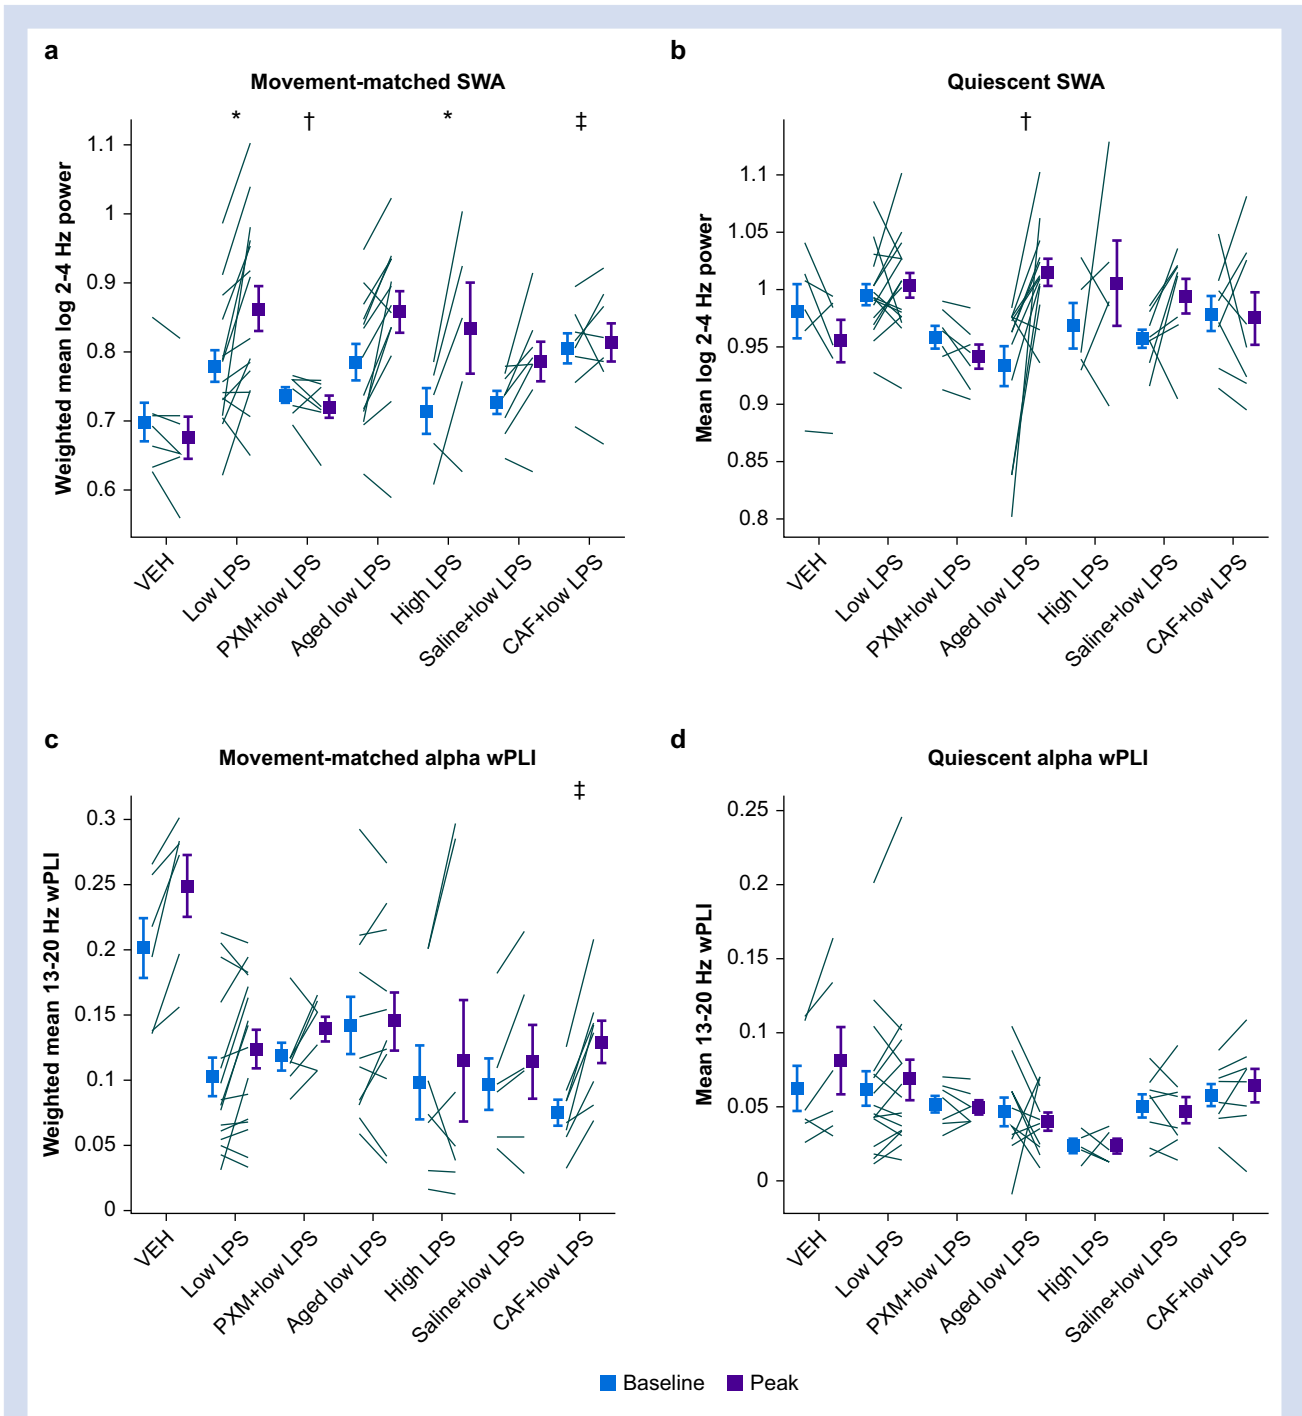 a
Movement-matched SWA
* † * ‡
Weighted mean log 2-4 Hz power
1.1
1
0.9
0.8
0.7
0.6
VEH
Low LPS
PXM+low LPS
Aged low LPS
High LPS
Saline+low LPS
CAF+low LPS
b
Quiescent SWA
†
Mean log 2-4 Hz power
1.1
1.05
1
0.95
0.9
0.85
0.8
VEH
Low LPS
PXM+low LPS
Aged low LPS
High LPS
Saline+low LPS
CAF+low LPS
c
Movement-matched alpha wPLI
‡
Weighted mean 13-20 Hz wPLI
0.3
0.25
0.2
0.15
0.1
0.05
0
VEH
Low LPS
PXM+low LPS
Aged low LPS
High LPS
Saline+low LPS
CAF+low LPS
d
Quiescent alpha wPLI
Mean 13-20 Hz wPLI
0.25
0.2
0.15
0.1
0.05
0
VEH
Low LPS
PXM+low LPS
Aged low LPS
High LPS
Saline+low LPS
CAF+low LPS
Baseline Peak